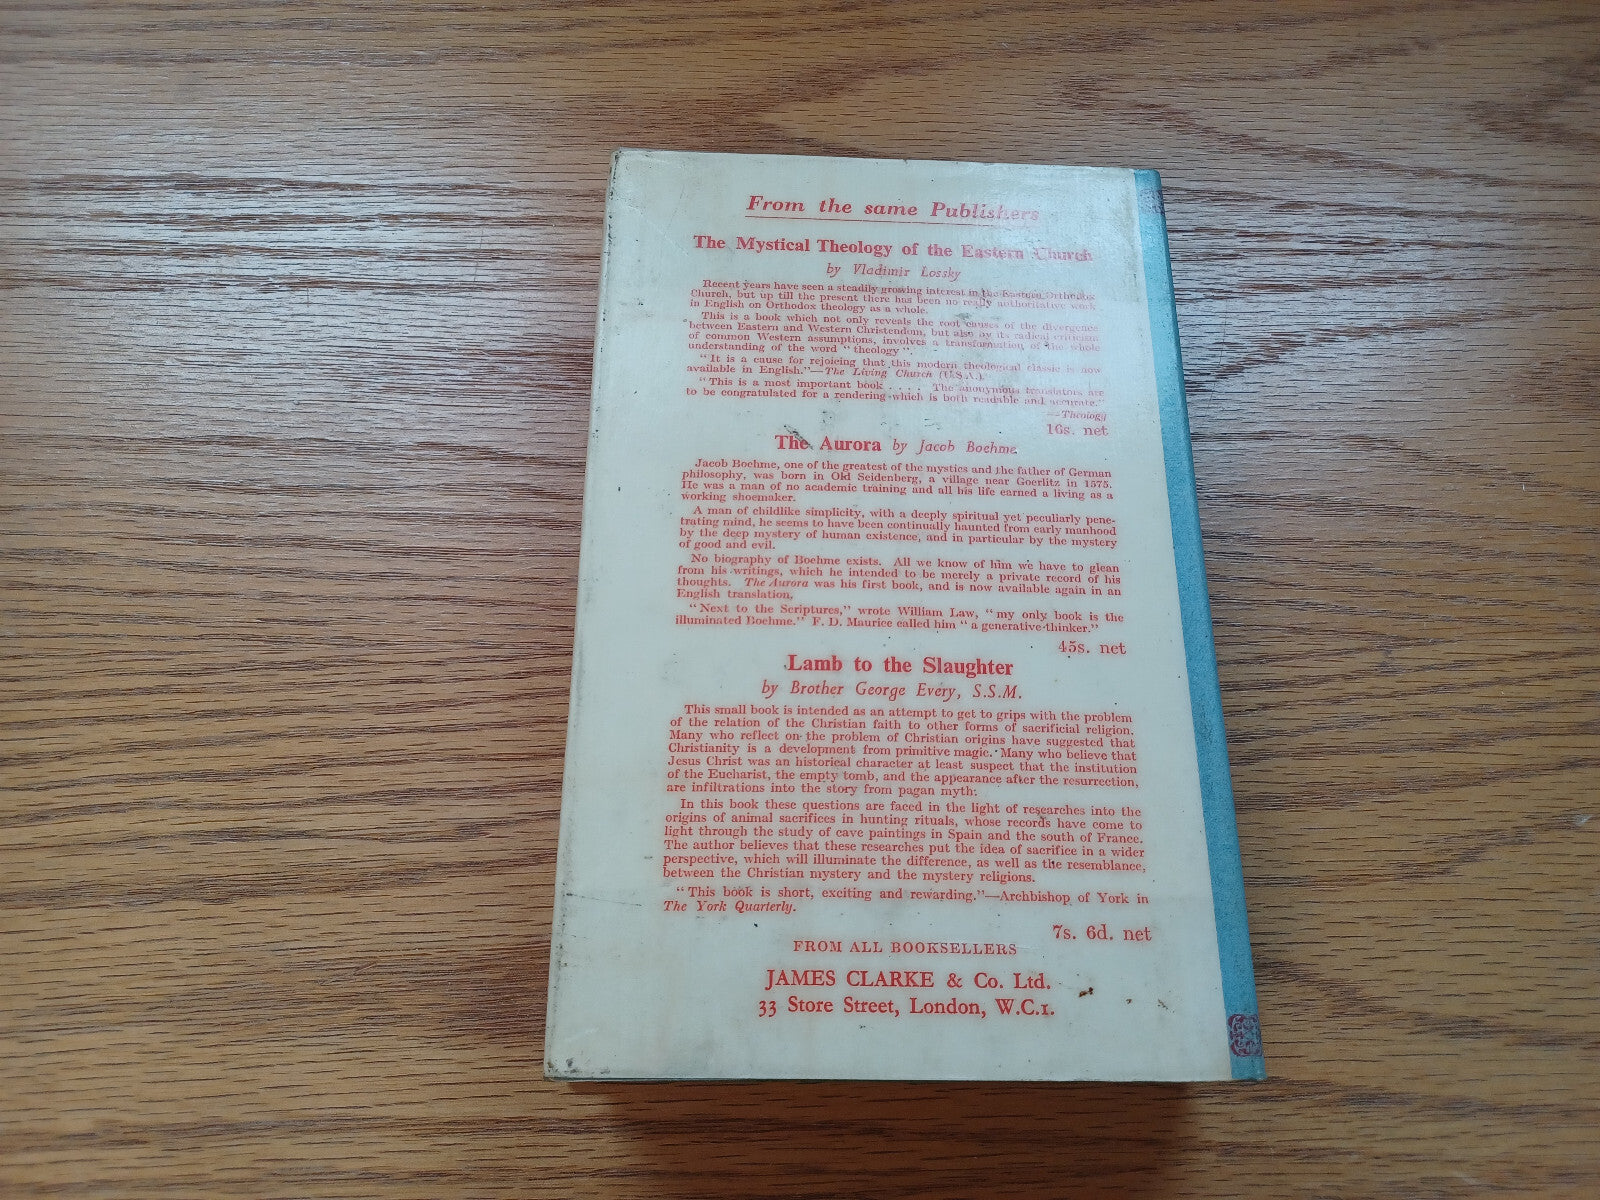 From the same Publishers
The Mystical Theology of the Eastern Church
by Vladimir Lossky
Recent years have seen a steadily growing interest in the Eastern Orthodox
Church, but up till the present there has been no really authoritative work
in English on Orthodox theology as a whole.
This is a book which not only reveals the root causes of the divergence
between Eastern and Western Christendom, but also by its radical criticism
of common Western assumptions, involves a transformation of the whole
understanding of the word "theology".
"It is a cause for rejoicing that this modern theological classic is now
available in English."—The Living Church (U.S.A.).
"This is a most important book . . . . The anonymous translators are
to be congratulated for a rendering which is both readable and accurate."
—Theology
16s. net
The Aurora by Jacob Boehme
Jacob Boehme, one of the greatest of the mystics and the father of German
philosophy, was born in Old Seidenberg, a village near Goerlitz in 1575.
He was a man of no academic training and all his life earned a living as a
working shoemaker.
A man of childlike simplicity, with a deeply spiritual yet peculiarly pene-
trating mind, he seems to have been continually haunted from early manhood
by the deep mystery of human existence, and in particular by the mystery
of good and evil.
No biography of Boehme exists. All we know of him we have to glean
from his writings, which he intended to be merely a private record of his
thoughts. The Aurora was his first book, and is now available again in an
English translation.
"Next to the Scriptures," wrote William Law, "my only book is the
illuminated Boehme." F. D. Maurice called him "a generative thinker."
45s. net
Lamb to the Slaughter
by Brother George Every, S.S.M.
This small book is intended as an attempt to get to grips with the problem
of the relation of the Christian faith to other forms of sacrificial religion.
Many who reflect on the problem of Christian origins have suggested that
Christianity is a development from primitive magic. Many who believe that
Jesus Christ was an historical character at least suspect that the institution
of the Eucharist, the empty tomb, and the appearance after the resurrection,
are infiltrations into the story from pagan myth.
In this book these questions are faced in the light of researches into the
origins of animal sacrifices in hunting rituals, whose records have come to
light through the study of cave paintings in Spain and the south of France.
The author believes that these researches put the idea of sacrifice in a wider
perspective, which will illuminate the difference, as well as the resemblance,
between the Christian mystery and the mystery religions.
"This book is short, exciting and rewarding."—Archbishop of York in
The York Quarterly.
7s. 6d. net
FROM ALL BOOKSELLERS
JAMES CLARKE & Co. Ltd.
33 Store Street, London, W.C.1.